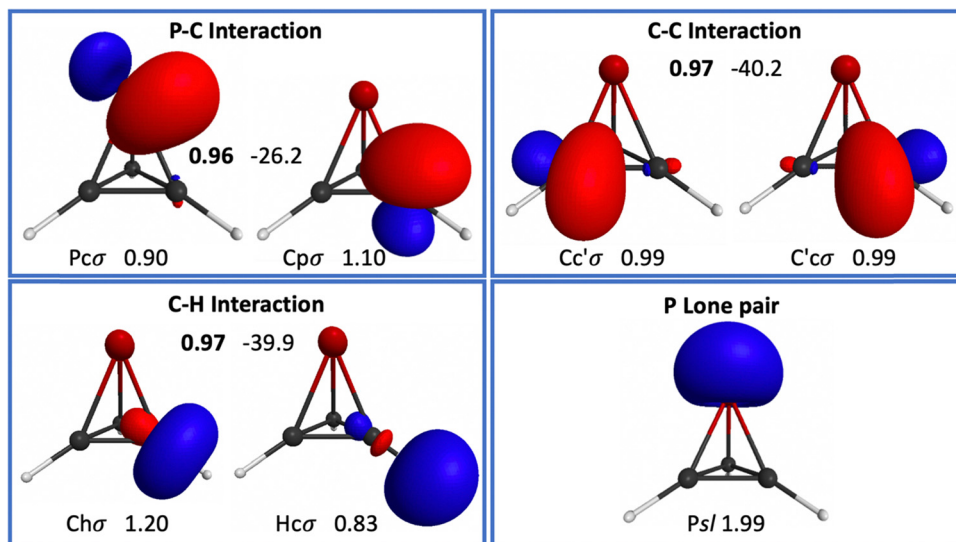 P-C Interaction
0.96 -26.2
Pcσ 0.90 Cpσ 1.10
C-C Interaction
0.97 -40.2
Cc'σ 0.99 C'cσ 0.99
C-H Interaction
0.97 -39.9
Chσ 1.20 Hcσ 0.83
P Lone pair
Psl 1.99